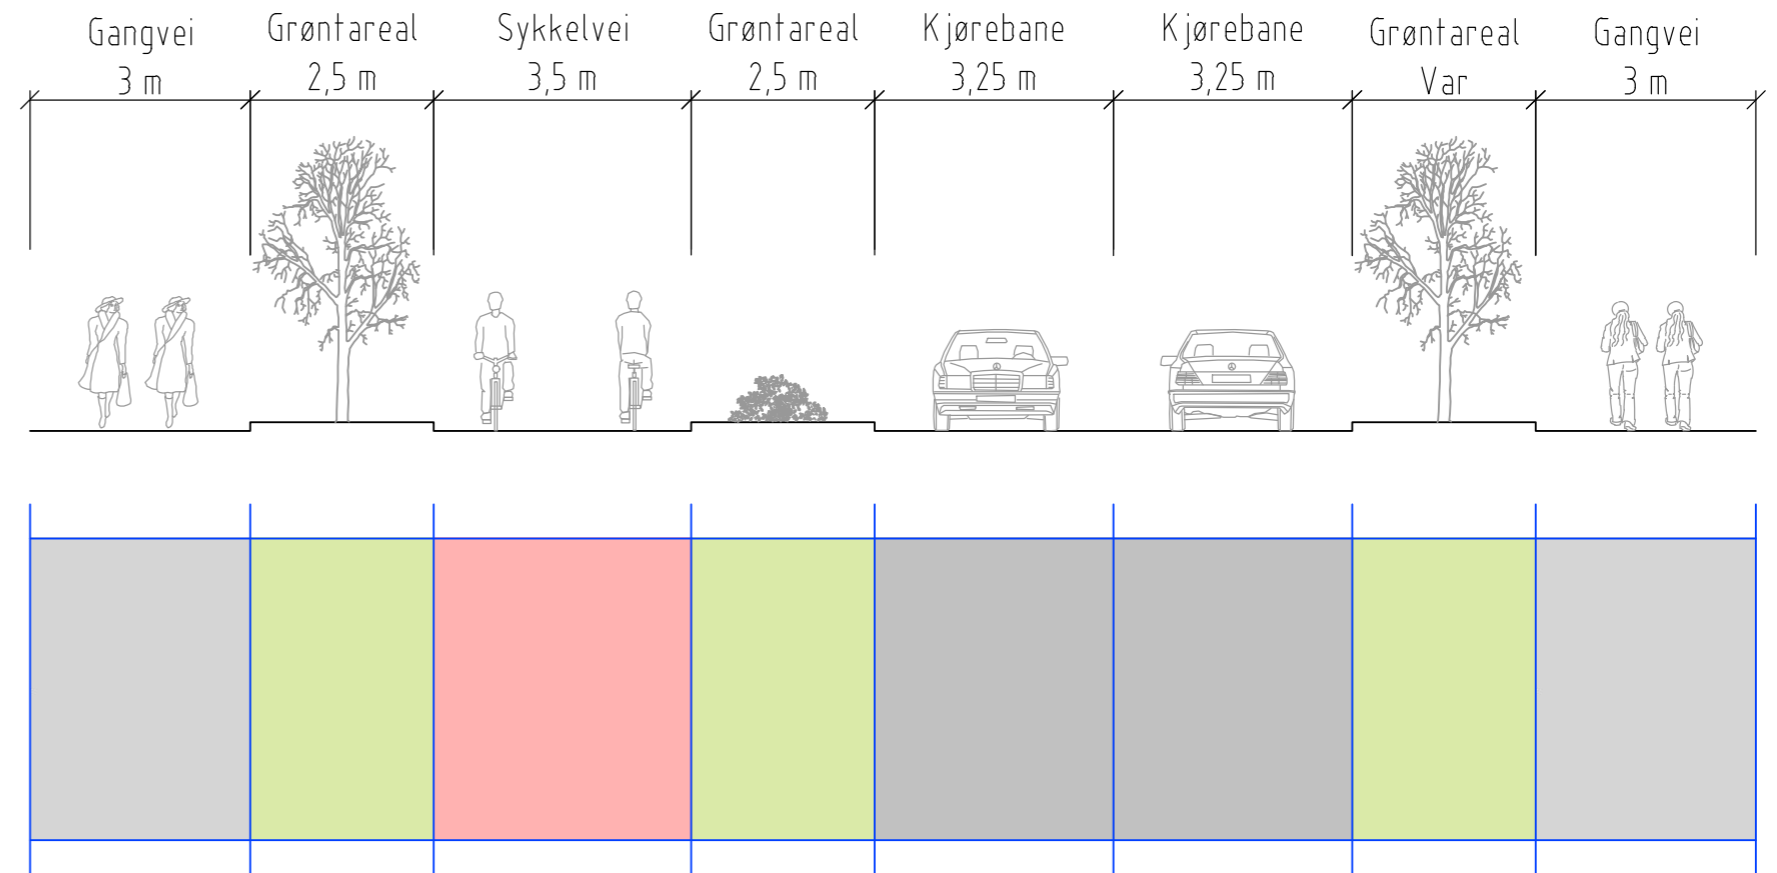 Gangvei
3 m
Grøntareal
2,5 m
Sykkelvei
3,5 m
Grøntareal
2,5 m
Kjørebane
3,25 m
Kjørebane
3,25 m
Grøntareal
Var
Gangvei
3 m